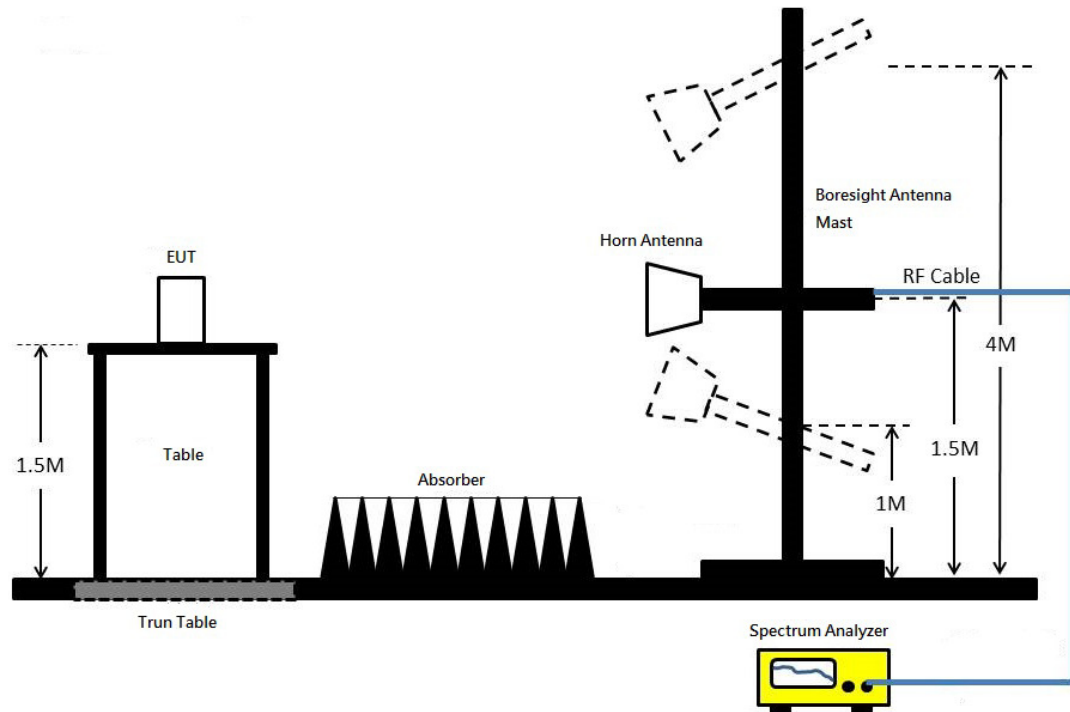 Boresight Antenna
Mast
Horn Antenna
EUT
RF Cable
4M
1.5M
Table
1.5M
Absorber
1M
Trun Table
Spectrum Analyzer